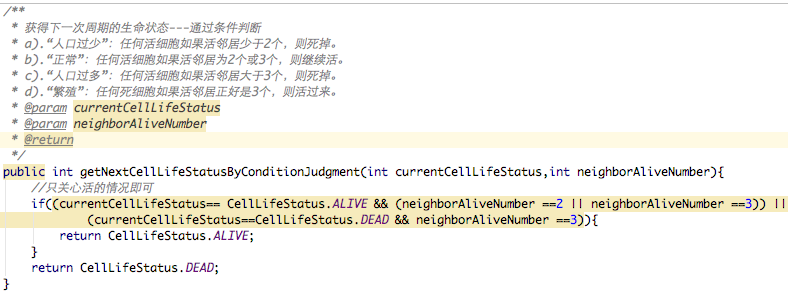 /**
* 获得下一次周期的生命状态---通过条件判断
* a).“人口过少”：任何活细胞如果活邻居少于2个，则死掉。
* b).“正常”：任何活细胞如果活邻居为2个或3个，则继续活。
* c).“人口过多”：任何活细胞如果活邻居大于3个，则死掉。
* d).“繁殖”：任何死细胞如果活邻居正好是3个，则活过来。
* @param currentCellLifeStatus
* @param neighborAliveNumber
* @return
*/
public int getNextCellLifeStatusByConditionJudgment(int currentCellLifeStatus,int neighborAliveNumber){
//只关心活的情况即可
if((currentCellLifeStatus== CellLifeStatus.ALIVE && (neighborAliveNumber ==2 || neighborAliveNumber ==3)) ||
(currentCellLifeStatus==CellLifeStatus.DEAD && neighborAliveNumber ==3)){
return CellLifeStatus.ALIVE;
}
return CellLifeStatus.DEAD;
}